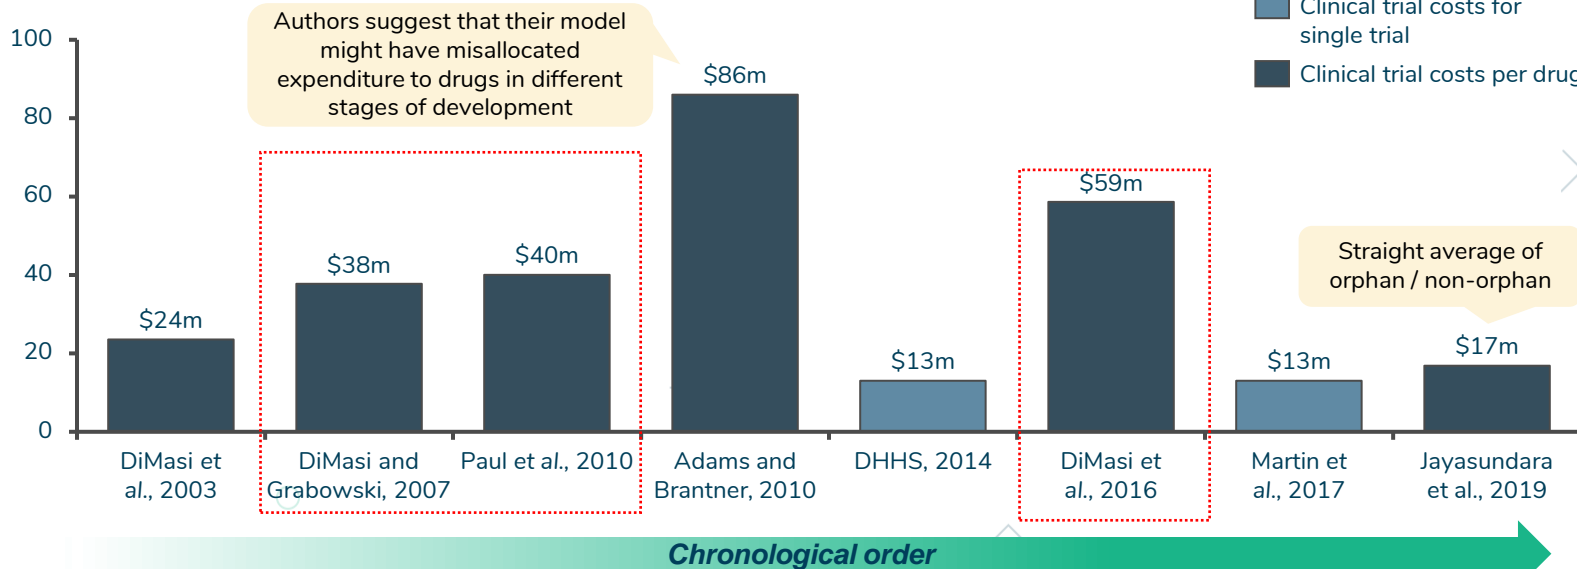 Clinical trial costs for
single trial
Clinical trial costs per drug
Authors suggest that their model
might have misallocated
expenditure to drugs in different
stages of development
100
80
60
40
20
0
$24m
$38m
$40m
$86m
$13m
$59m
$13m
$17m
Straight average of
orphan / non-orphan
DiMasi et
al., 2003
DiMasi and
Grabowski, 2007
Paul et al., 2010
Adams and
Brantner, 2010
DHHS, 2014
DiMasi et
al., 2016
Martin et
al., 2017
Jayasundara
et al., 2019
Chronological order